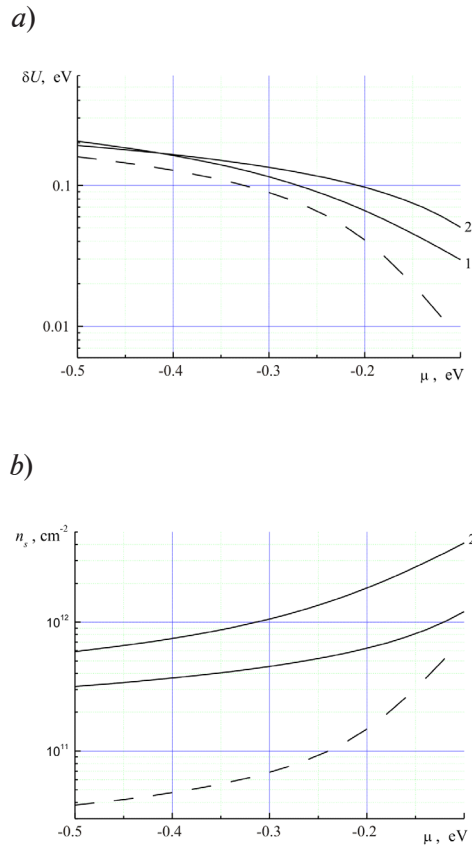 a)
δU, eV
0.1
0.01
2
1
-0.5 -0.4 -0.3 -0.2
μ , eV
b)
n_s , cm^-2
2
10^12
10^11
-0.5 -0.4 -0.3 -0.2
μ , eV